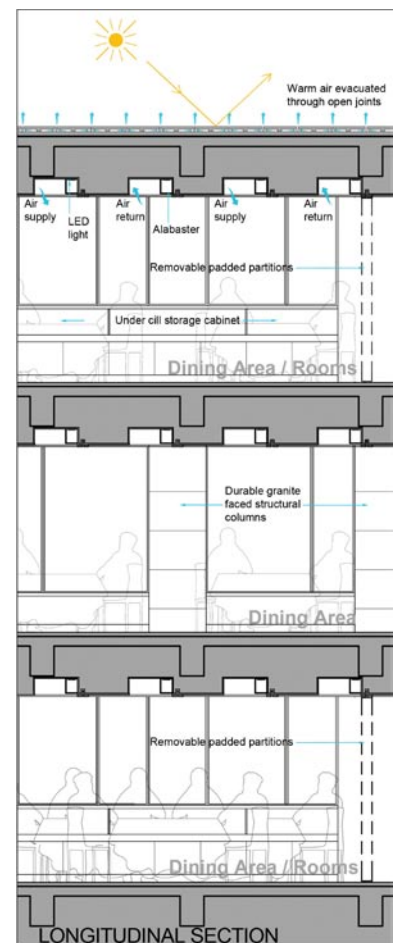 Warm air evacuated
through open joints
Air
supply
LED
light
Air
return
Alabaster
Air
supply
Air
return
Removable padded partitions
Under cill storage cabinet
Dining Area / Rooms
Durable granite
faced structural
columns
Dining Area
Removable padded partitions
Dining Area / Rooms
LONGITUDINAL SECTION